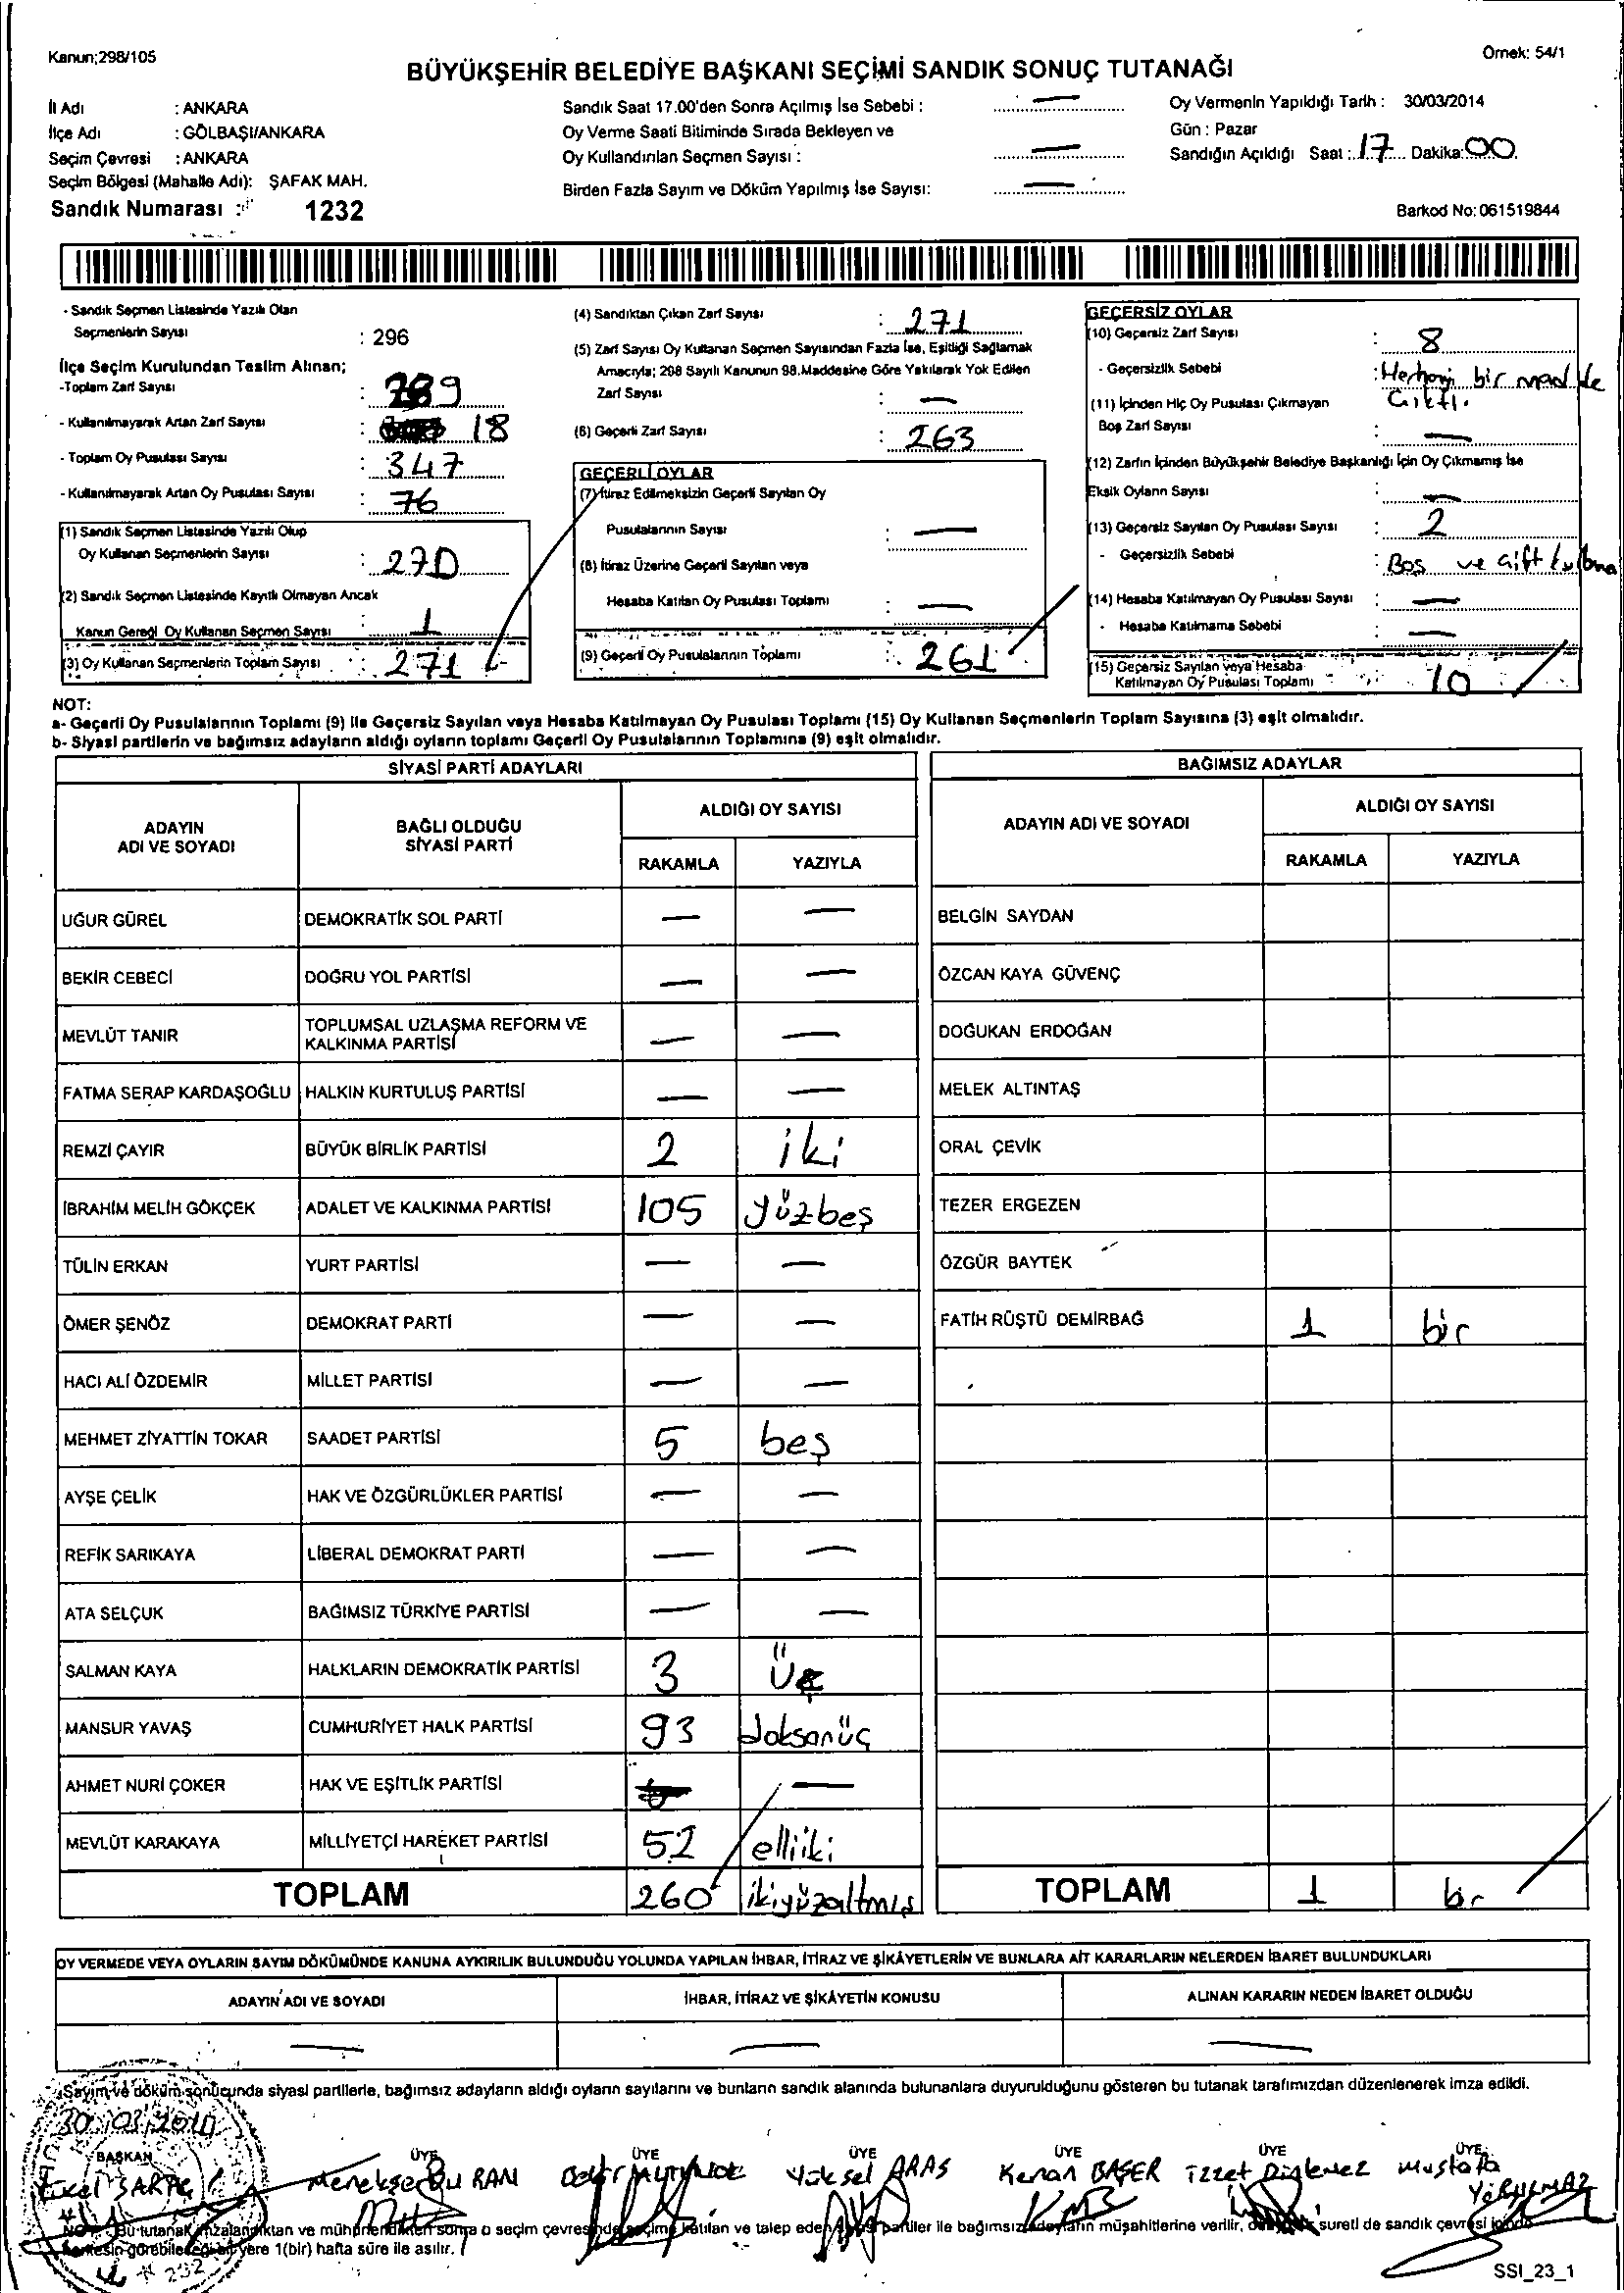 Kanun;298/105
Örnek: 54/1
BÜYÜKŞEHİR BELEDİYE BAŞKANI SEÇİMİ SANDIK SONUÇ TUTANAĞI
İl Adı : ANKARA
İlçe Adı : GÖLBAŞI/ANKARA
Seçim Çevresi : ANKARA
Seçim Bölgesi (Mahalle Adı): ŞAFAK MAH.
Sandık Numarası : 1232
Sandık Saat 17.00'den Sonra Açılmış İse Sebebi : —
Oy Verme Saati Bitiminde Sırada Bekleyen ve
Oy Kullandırılan Seçmen Sayısı : —
Birden Fazla Sayım ve Döküm Yapılmış İse Sayısı: —
Oy Vermenin Yapıldığı Tarih : 30/03/2014
Gün : Pazar
Sandığın Açıldığı Saat : 17 Dakika: 00
Barkod No: 061519844
- Sandık Seçmen Listesinde Yazılı Olan
Seçmenlerin Sayısı : 296
İlçe Seçim Kurulundan Teslim Alınan;
-Toplam Zarf Sayısı : 289
- Kullanılmayarak Artan Zarf Sayısı : 18
- Toplam Oy Pusulası Sayısı : 347
- Kullanılmayarak Artan Oy Pusulası Sayısı : 76
(1) Sandık Seçmen Listesinde Yazılı Olup
Oy Kullanan Seçmenlerin Sayısı : 270
(2) Sandık Seçmen Listesinde Kayıtlı Olmayan Ancak
Kanun Gereği Oy Kullanan Seçmen Sayısı : 1
(3) Oy Kullanan Seçmenlerin Toplam Sayısı : 271
(4) Sandıktan Çıkan Zarf Sayısı : 271
(5) Zarf Sayısı Oy Kullanan Seçmen Sayısından Fazla İse, Eşitliği Sağlamak
Amacıyla; 298 Sayılı Kanunun 98.Maddesine Göre Yakılarak Yok Edilen
Zarf Sayısı : —
(6) Geçerli Zarf Sayısı : 263
GEÇERLİ OYLAR
(7) İtiraz Edilmeksizin Geçerli Sayılan Oy
Pusulalarının Sayısı : —
(8) İtiraz Üzerine Geçerli Sayılan veya
Hesaba Katılan Oy Pusulası Toplamı : —
(9) Geçerli Oy Pusulalarının Toplamı : 261
GEÇERSİZ OYLAR
(10) Geçersiz Zarf Sayısı : 8
- Geçersizlik Sebebi : bir
Çıktı.
(11) İçinden Hiç Oy Pusulası Çıkmayan
Boş Zarf Sayısı : —
(12) Zarfın İçinden Büyükşehir Belediye Başkanlığı İçin Oy Çıkmamış İse
Eksik Oyların Sayısı : —
(13) Geçersiz Sayılan Oy Pusulası Sayısı : 2
- Geçersizlik Sebebi : Boş ve çift
(14) Hesaba Katılmayan Oy Pusulası Sayısı : —
- Hesaba Katılmama Sebebi : —
(15) Geçersiz Sayılan veya Hesaba
Katılmayan Oy Pusulası Toplamı : 10
NOT:
a- Geçerli Oy Pusulalarının Toplamı (9) ile Geçersiz Sayılan veya Hesaba Katılmayan Oy Pusulası Toplamı (15) Oy Kullanan Seçmenlerin Toplam Sayısına (3) eşit olmalıdır.
b- Siyasi partilerin ve bağımsız adayların aldığı oyların toplamı Geçerli Oy Pusulalarının Toplamına (9) eşit olmalıdır.
SİYASİ PARTİ ADAYLARI
ADAYIN ADI VE SOYADI BAĞLI OLDUĞU SİYASİ PARTİ ALDIĞI OY SAYISI
RAKAMLA YAZIYLA
UĞUR GÜREL DEMOKRATİK SOL PARTİ — —
BEKİR CEBECİ DOĞRU YOL PARTİSİ — —
MEVLÜT TANIR TOPLUMSAL UZLAŞMA REFORM VE KALKINMA PARTİSİ — —
FATMA SERAP KARDAŞOĞLU HALKIN KURTULUŞ PARTİSİ — —
REMZİ ÇAYIR BÜYÜK BİRLİK PARTİSİ 2 iki
İBRAHİM MELİH GÖKÇEK ADALET VE KALKINMA PARTİSİ 105 yüzbeş
TÜLİN ERKAN YURT PARTİSİ — —
ÖMER ŞENÖZ DEMOKRAT PARTİ — —
HACI ALİ ÖZDEMİR MİLLET PARTİSİ — —
MEHMET ZİYATTİN TOKAR SAADET PARTİSİ 5 beş
AYŞE ÇELİK HAK VE ÖZGÜRLÜKLER PARTİSİ — —
REFİK SARIKAYA LİBERAL DEMOKRAT PARTİ — —
ATA SELÇUK BAĞIMSIZ TÜRKİYE PARTİSİ — —
SALMAN KAYA HALKLARIN DEMOKRATİK PARTİSİ 3 üç
MANSUR YAVAŞ CUMHURİYET HALK PARTİSİ 93 doksanüç
AHMET NURİ ÇOKER HAK VE EŞİTLİK PARTİSİ —
MEVLÜT KARAKAYA MİLLİYETÇİ HAREKET PARTİSİ 52 elliiki
TOPLAM 260 ikiyüzaltmış
BAĞIMSIZ ADAYLAR
ADAYIN ADI VE SOYADI ALDIĞI OY SAYISI
RAKAMLA YAZIYLA
BELGİN SAYDAN
ÖZCAN KAYA GÜVENÇ
DOĞUKAN ERDOĞAN
MELEK ALTINTAŞ
ORAL ÇEVİK
TEZER ERGEZEN
ÖZGÜR BAYTEK
FATİH RÜŞTÜ DEMİRBAĞ 1 bir
TOPLAM 1 bir
OY VERMEDE VEYA OYLARIN SAYIM DÖKÜMÜNDE KANUNA AYKIRILIK BULUNDUĞU YOLUNDA YAPILAN İHBAR, İTİRAZ VE ŞİKÂYETLERİN VE BUNLARA AİT KARARLARIN NELERDEN İBARET BULUNDUKLARI
ADAYIN ADI VE SOYADI İHBAR, İTİRAZ VE ŞİKÂYETİN KONUSU ALINAN KARARIN NEDEN İBARET OLDUĞU
— — —
Sayım ve döküm sonucunda siyasi partilerle, bağımsız adayların aldığı oyların sayılarını ve bunların sandık alanında bulunanlara duyurulduğunu gösteren bu tutanak tarafımızdan düzenlenerek imza edildi.
30.03.2014
BAŞKAN ÜYE ÜYE ÜYE ÜYE ÜYE ÜYE
Yüksel ARAS Kenan BAŞER İzzet Mustafa
YORULMAZ
NOT : Bu tutanak imzalandıktan ve mühürlendikten sonra o seçim çevresinde seçime katılan ve talep eden siyasi partiler ile bağımsız adayların müşahitlerine verilir, sureti de sandık çevresi içinde
herkesin görebileceği bir yere 1(bir) hafta süre ile asılır.
1232
SSI_23_1